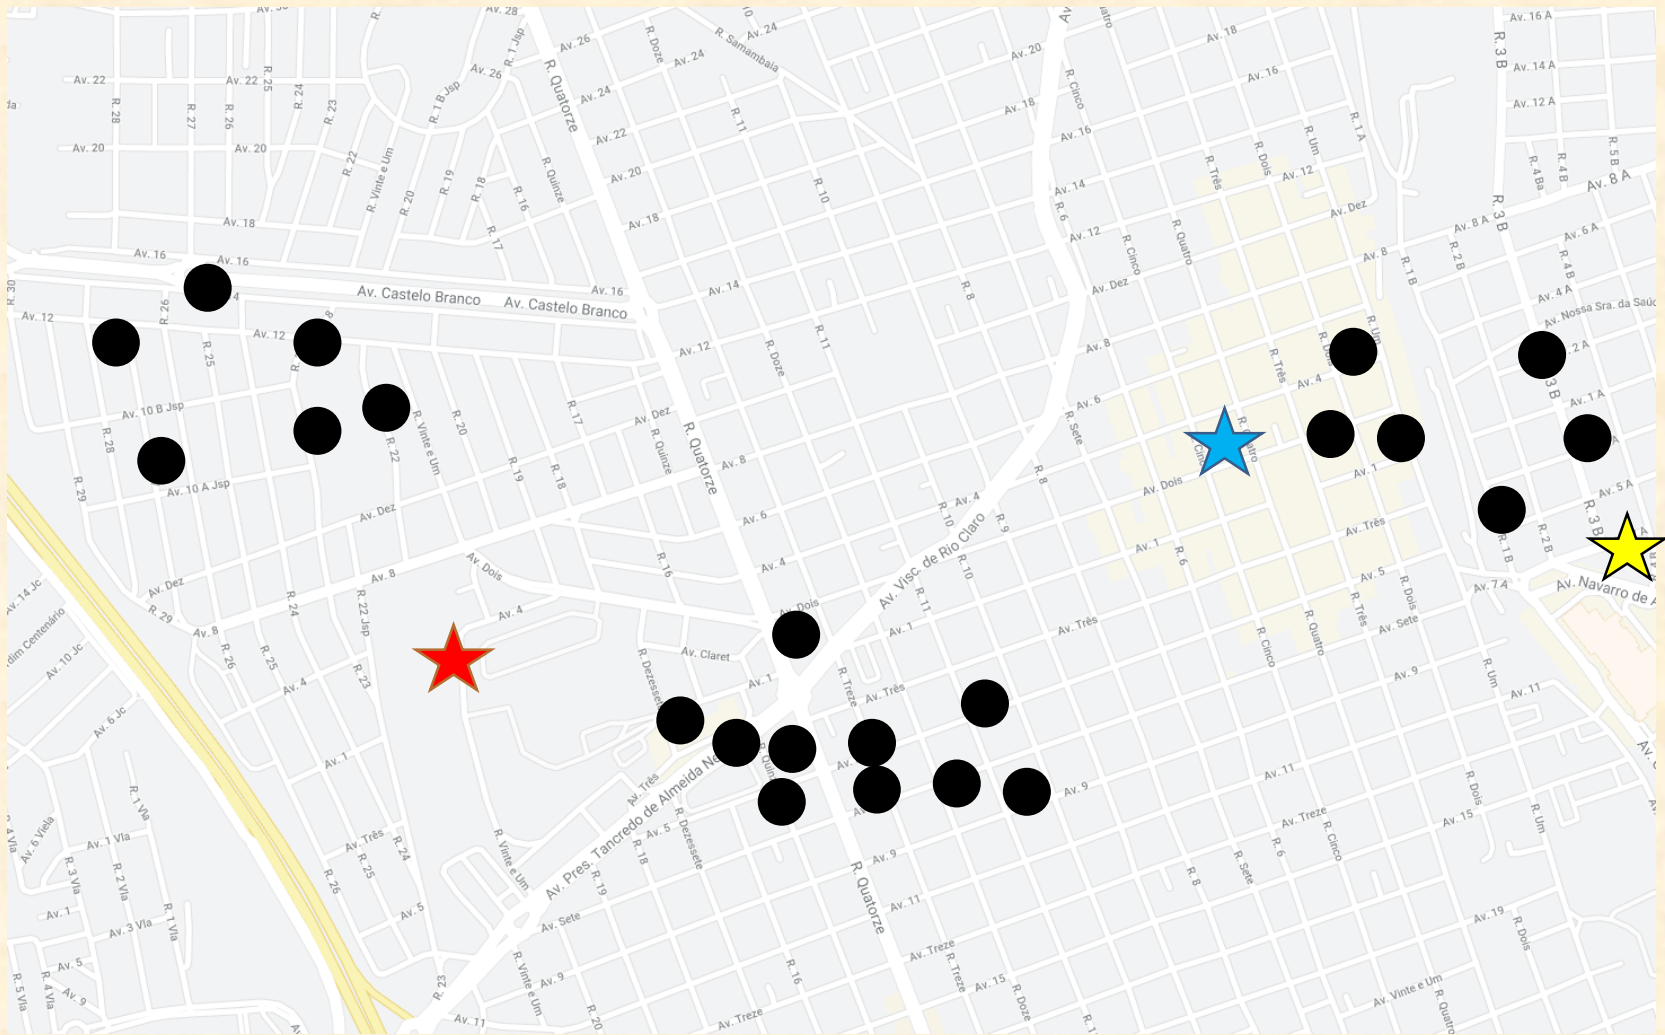 Av. 28
Av. 26
Av. 24
R. Samambaia
Av. 20
Av. 18
Av. 16 A
R. 3 B
Av. 22
R. 25
Av. 22
Av. 26
R. 1 Jsp
R. Doze
Av. 24
R. Cinco
Av. 16
Av. 14 A
R. 28
R. 27
R. 26
R. 24
R. 23
R. 1 B Jsp
R. Quatorze
Av. 24
Av. 22
R. 11
Av. 18
Av. 16
R. 1 A
Av. 12 A
Av. 20
Av. 20
R. 22
R. Vinte e Um
R. 20
R. 19
R. 18
R. 16
R. Quinze
Av. 20
R. 10
Av. 14
R. Três
R. Dois
R. Um
Av. 12
R. 4 Ba
R. 4 B
R. 5 B
Av. 8 A
Av. 18
Av. 18
R. 6
Av. 12
R. Cinco
R. Quatro
Av. Dez
R. 3 B
Av. 8 A
Av. 6 A
Av. 16
Av. 16
R. 17
Av. 8
R. 1 B
R. 2 B
R. 4 B
R. 30
Av. Castelo Branco
Av. Castelo Branco
Av. 16
Av. 14
R. 8
Av. Dez
Av. 4 A
Av. Nossa Sra. da Saúd
Av. 12
R. 26
Av. 12
R. 25
Av. 12
R. Doze
R. 11
Av. 8
R. Três
R. Um
2 A
Av. 4
Av. 1 A
Av. 10 B Jsp
R. 28
R. 22
R. Vinte e Um
R. 20
R. 17
Av. Dez
R. Quinze
R. Quatorze
Av. 6
R. Sete
R. Quatro
Av. 10 A Jsp
R. 29
R. 19
R. 18
Av. 8
R. 8
Av. Dois
Av. 1
Av. 5 A
Av. Dez
Av. 6
Av. 4
R. 10
R. 9
Av. Visc. de Rio Claro
R. 3 B
R. 2 B
R. 1 B
Av. Três
Av. 1
R. 6
Av. Dois
R. 16
Av. 4
R. 10
Av. 14 Jc
Av. Dez
Av. 8
Av. 5
Av. 7 A
Av. Navarro de A
R. 29
R. 24
R. 22 Jsp
Av. 4
Av. Dois
R. 11
R. Dois
R. Três
Av. 8
Av. 1
Av. Três
R. Quatro
R. Cinco
Av. Sete
Av. 10 Jc
R. 26
R. 25
R. 23
Av. 4
R. Dezessete
Av. Claret
Av. 1
R. Treze
Av. Três
Av. 9
R. Um
Av. 11
Av. 6 Jc
Av. 1
Av. Três
Av. 9
Av. 11
R. Dois
R. 1 Vla
Av. 6 Viela
Av. 1 Vla
Av. Três
R. 24
R. 25
R. 26
R. 3 Vla
R. 2 Vla
R. 1 Vla
R. Vinte e Um
R. 19
R. 18
Av. 5
R. Dezessete
Av. 9
R. Quatorze
Av. 11
R. 8
R. Sete
R. 6
R. Cinco
Av. Treze
Av. 15
R. Um
Av. 1
Av. 3 Vla
Av. 5
Av. Sete
Av. Treze
Av. 19
R. Dois
Av. 5
Av. 9
R. 5 Vla
R. 4 Vla
R. 23
R. Vinte e Um
Av. 9
R. 20
R. 16
R. Treze
Av. 15
R. Doze
Av. Treze
Av. 11
Av. Vinte e Um
R. Quatro